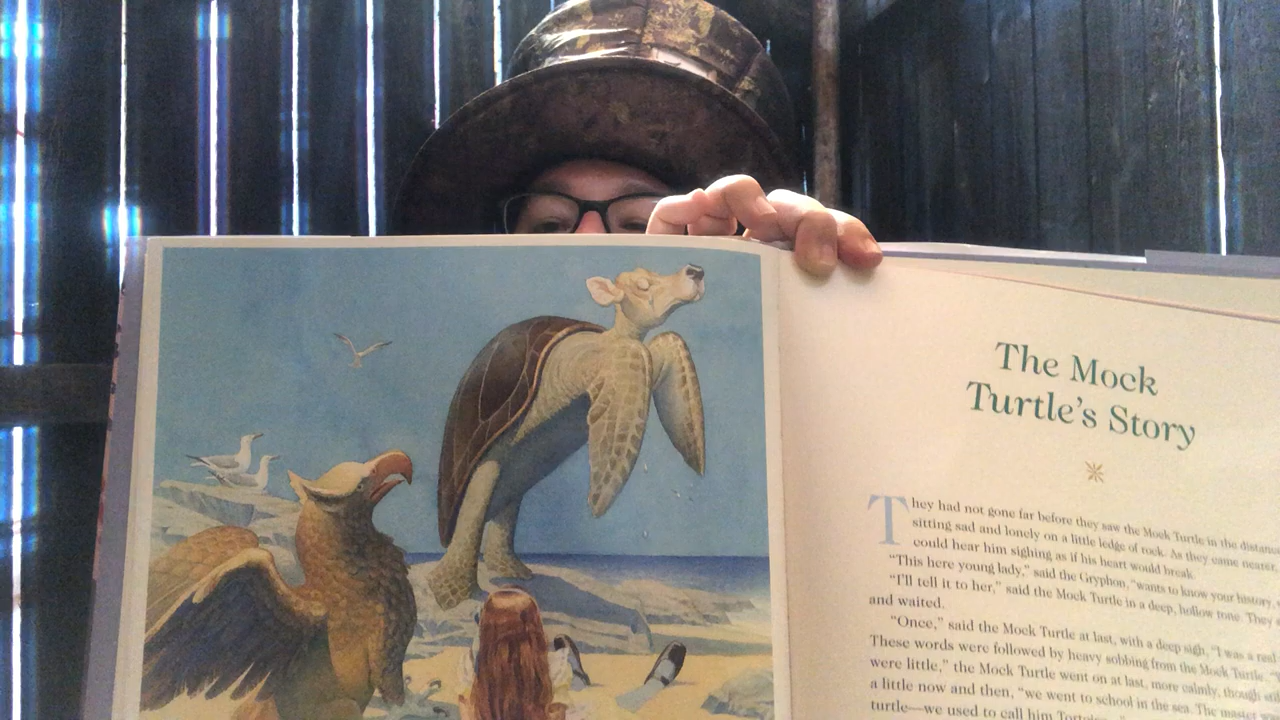 The Mock
Turtle's Story
They had not gone far before they saw the Mock Turtle in the distance
sitting sad and lonely on a little ledge of rock. As they came nearer,
could hear him sighing as if his heart would break.
"This here young lady," said the Gryphon, "wants to know your history,
"I'll tell it to her," said the Mock Turtle in a deep, hollow tone. They
and waited.
"Once," said the Mock Turtle at last, with a deep sigh, "I was a real
These words were followed by heavy sobbing from the Mock Turtle.
were little," the Mock Turtle went on at last, more calmly, though
a little now and then, "we went to school in the sea. The master
turtle—we used to call him